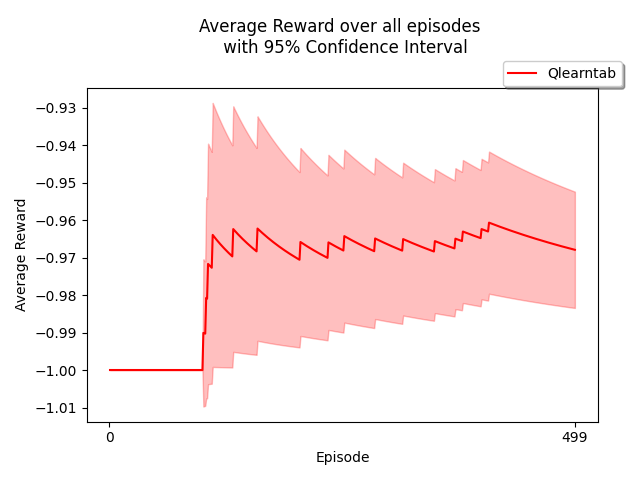 Average Reward over all episodes
with 95% Confidence Interval
Qlearntab
−0.93
−0.94
−0.95
−0.96
−0.97
−0.98
−0.99
−1.00
−1.01
Average Reward
0 499
Episode